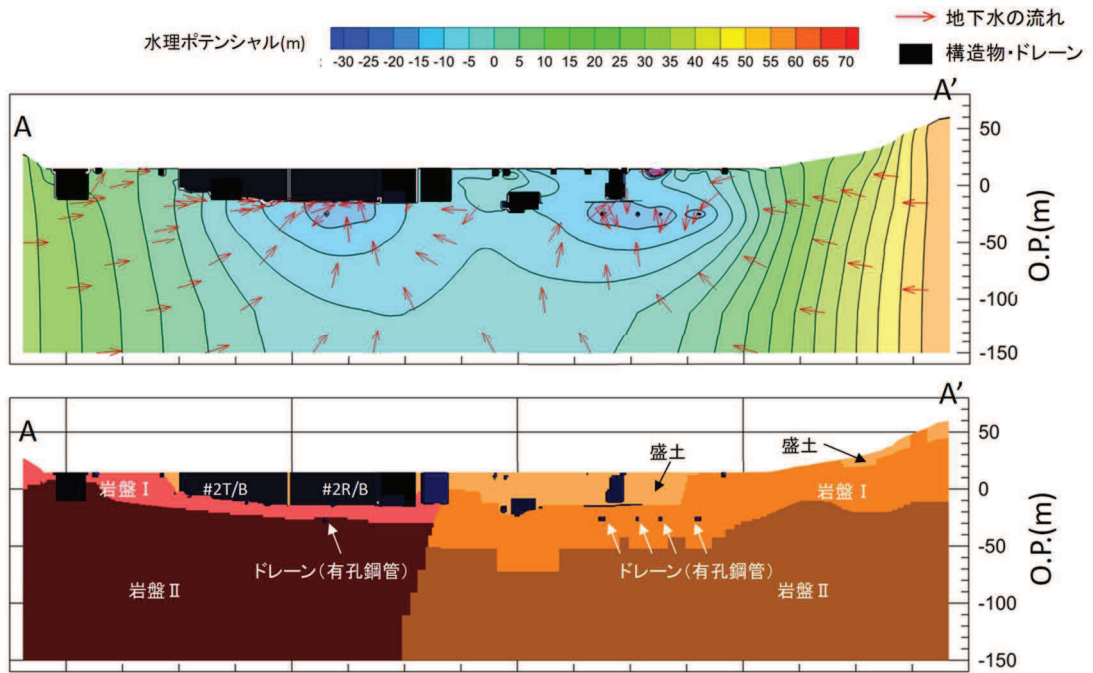 水理ポテンシャル(m)
-30 -25 -20 -15 -10 -5 0 5 10 15 20 25 30 35 40 45 50 55 60 65 70
地下水の流れ
構造物・ドレーン
A
A’
50
0
-50
-100
-150
O.P.(m)
A
A’
盛土
盛土
50
岩盤Ⅰ
#2T/B
#2R/B
岩盤Ⅰ
0
ドレーン(有孔鋼管)
ドレーン(有孔鋼管)
-50
岩盤Ⅱ
岩盤Ⅱ
-100
-150
O.P.(m)